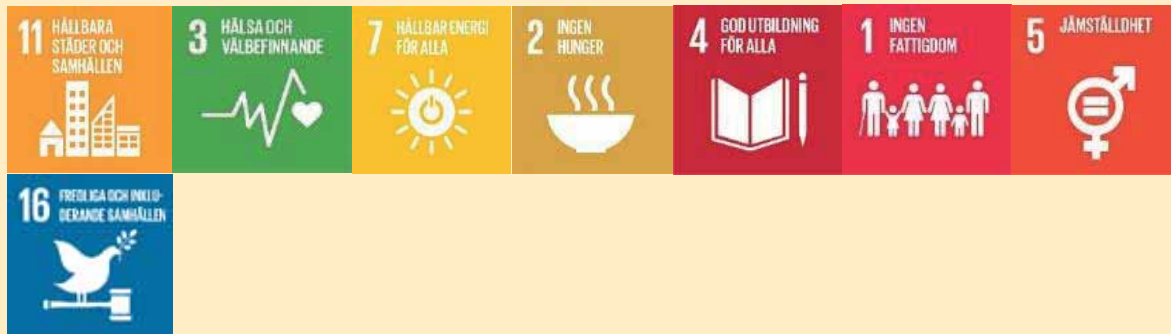 11 HÅLLBARA
STÄDER OCH
SAMHÄLLEN
3 HÄLSA OCH
VÄLBEFINNANDE
7 HÅLLBAR ENERGI
FÖR ALLA
2 INGEN
HUNGER
4 GOD UTBILDNING
FÖR ALLA
1 INGEN
FATTIGDOM
5 JÄMSTÄLLDHET
16 FREDLIGA OCH INKLU-
DERANDE SAMHÄLLEN